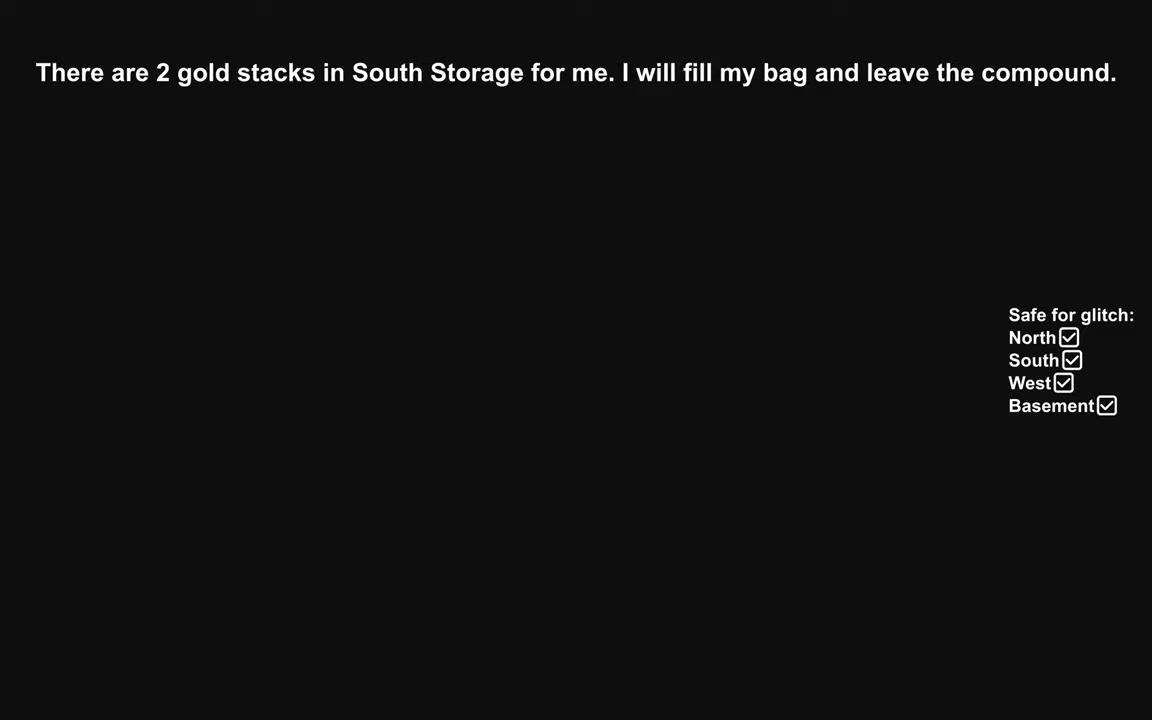 There are 2 gold stacks in South Storage for me. I will fill my bag and leave the compound.
Safe for glitch:
North☑
South☑
West☑
Basement☑